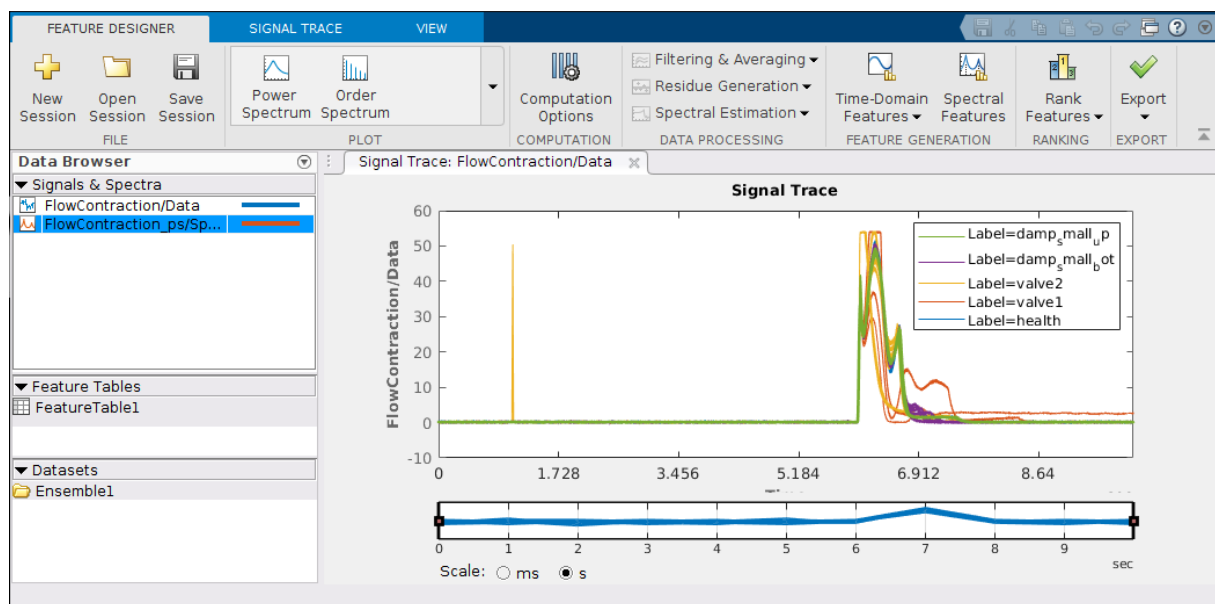 FEATURE DESIGNER SIGNAL TRACE VIEW
New Session
Open Session
Save Session
FILE
Power Spectrum
Order Spectrum
PLOT
Computation Options
COMPUTATION
Filtering & Averaging
Residue Generation
Spectral Estimation
DATA PROCESSING
Time-Domain Features
Spectral Features
FEATURE GENERATION
Rank Features
RANKING
Export
EXPORT
Data Browser
Signals & Spectra
FlowContraction/Data
FlowContraction_ps/Sp...
Feature Tables
FeatureTable1
Datasets
Ensemble1
Signal Trace: FlowContraction/Data
Signal Trace
FlowContraction/Data
60
50
40
30
20
10
0
-10
Label=damp_small_up
Label=damp_small_bot
Label=valve2
Label=valve1
Label=health
0 1.728 3.456 5.184 6.912 8.64
0 1 2 3 4 5 6 7 8 9
sec
Scale: ms s